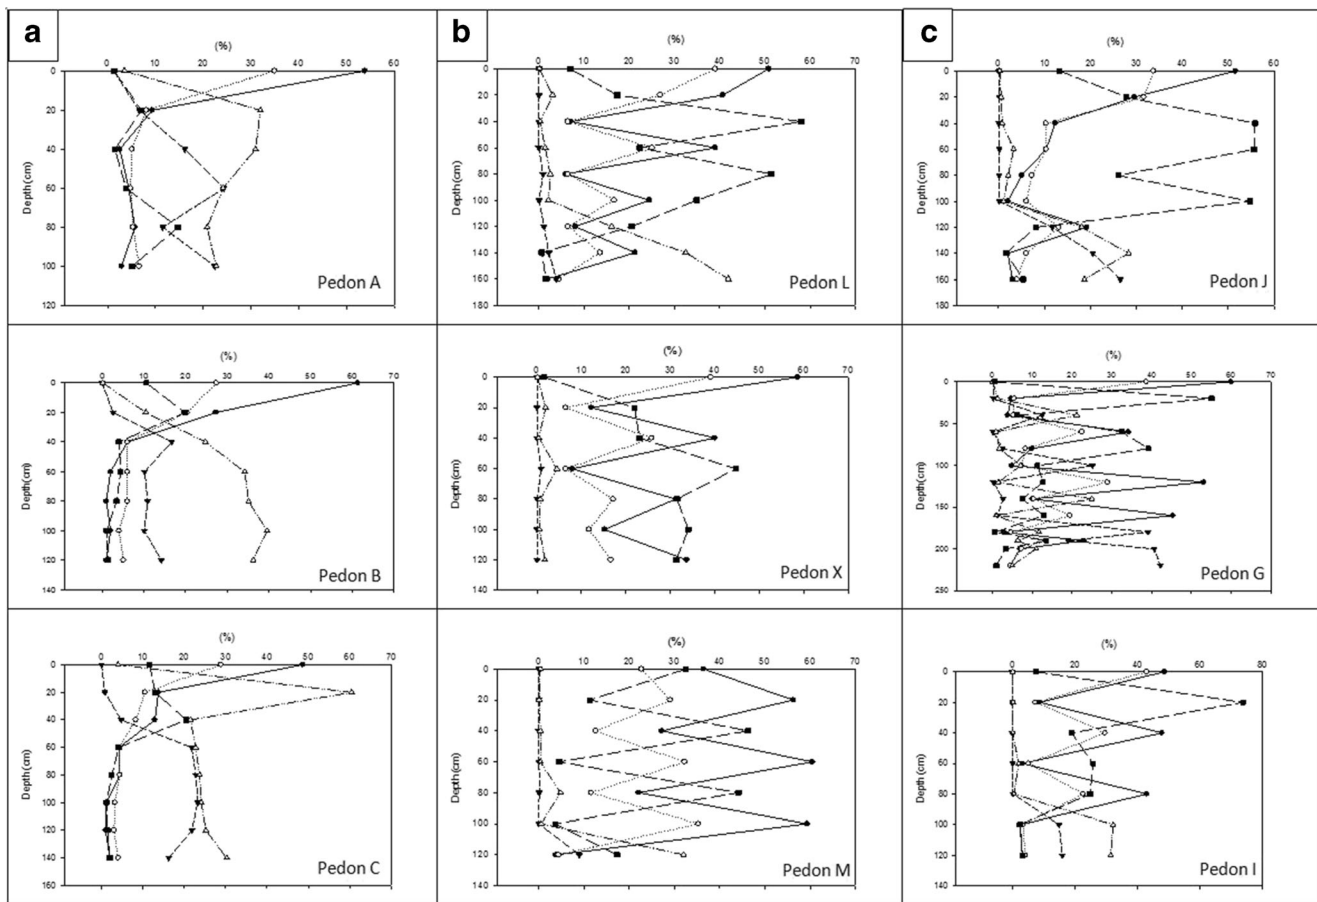 a
(%)
0 10 20 30 40 50 60
0
20
40
60
80
100
120
Depth(cm)
Pedon A
b
(%)
0 10 20 30 40 50 60 70
0
20
40
60
80
100
120
140
160
180
Depth(cm)
Pedon L
c
(%)
0 10 20 30 40 50 60
0
20
40
60
80
100
120
140
160
180
Depth(cm)
Pedon J
(%)
0 10 20 30 40 50 60 70
0
20
40
60
80
100
120
140
Depth(cm)
Pedon B
(%)
0 10 20 30 40 50 60 70
0
20
40
60
80
100
120
140
Depth(cm)
Pedon X
(%)
0 10 20 30 40 50 60 70
0
50
100
150
200
250
Depth(cm)
Pedon G
(%)
0 10 20 30 40 50 60 70
0
20
40
60
80
100
120
140
160
Depth(cm)
Pedon C
(%)
0 10 20 30 40 50 60 70
0
20
40
60
80
100
120
140
Depth(cm)
Pedon M
(%)
0 20 40 60 80
0
20
40
60
80
100
120
140
Depth(cm)
Pedon I